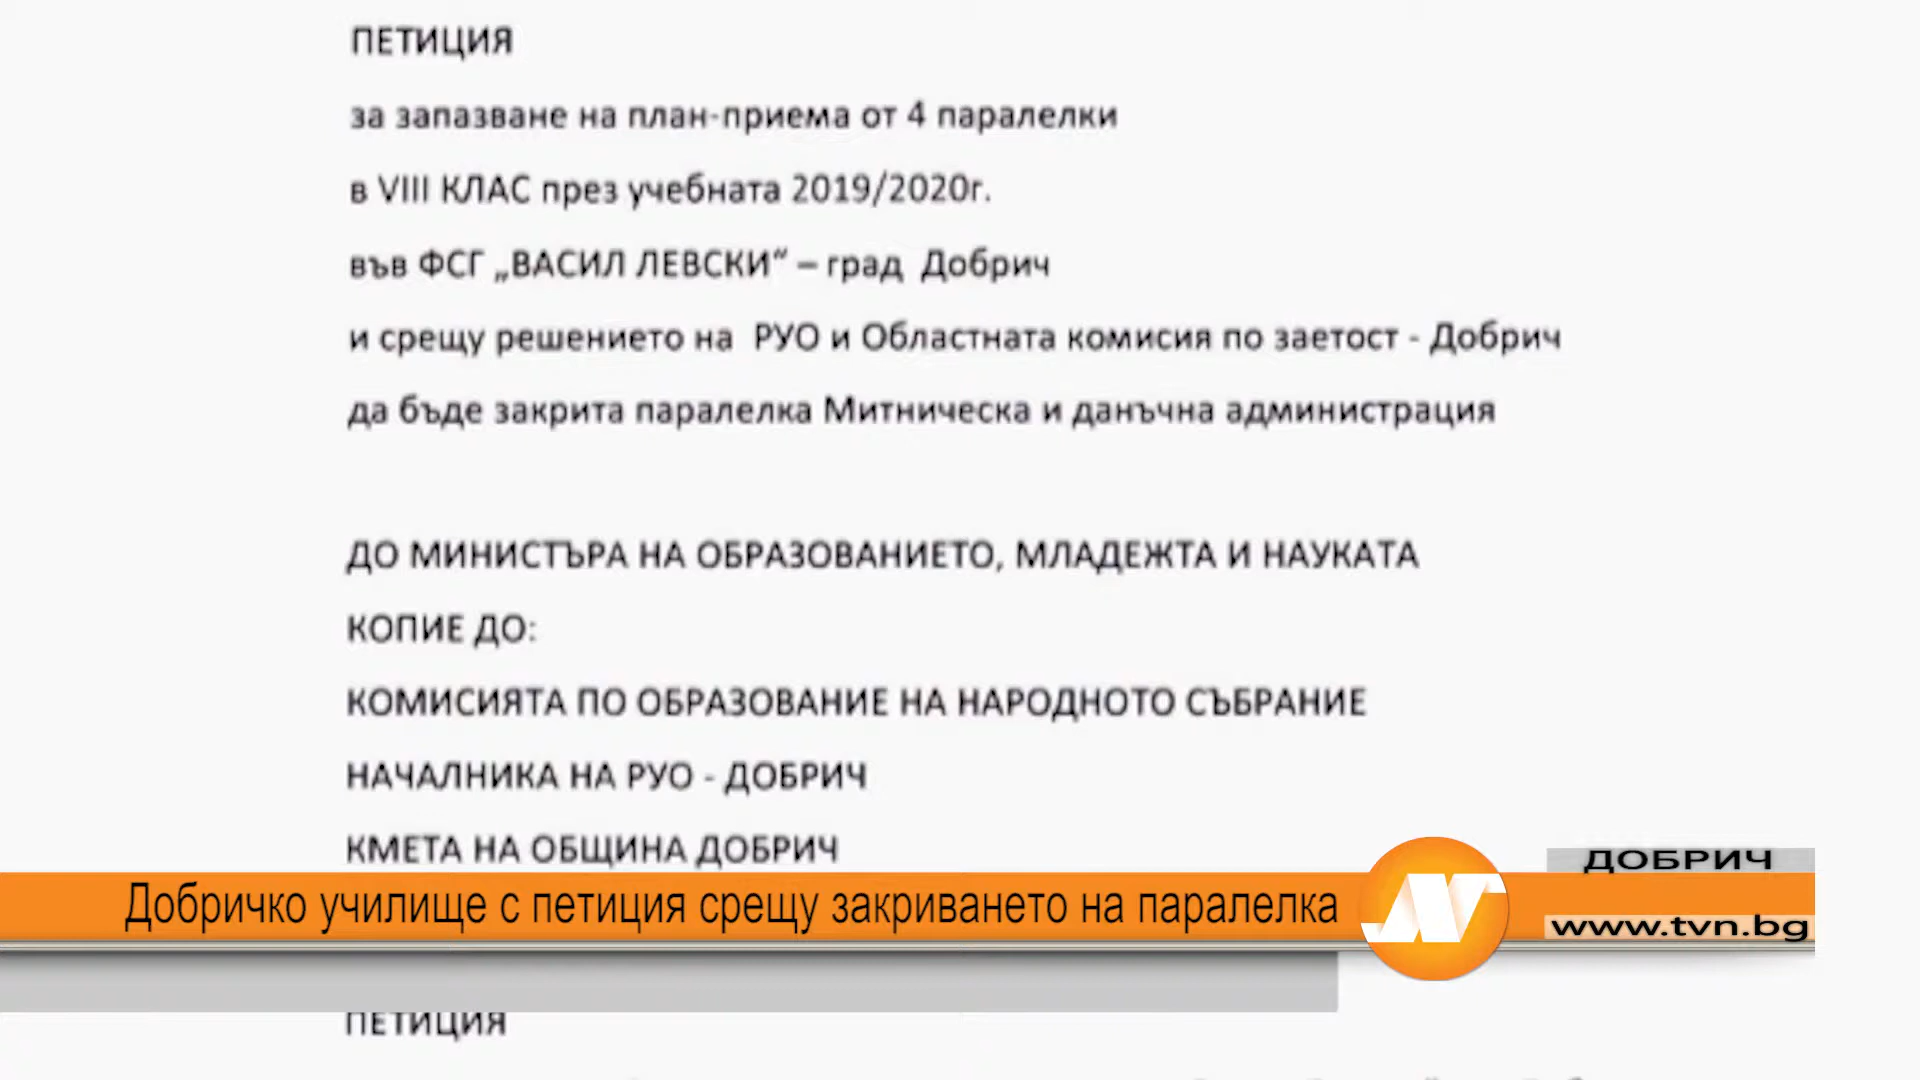 ПЕТИЦИЯ
за запазване на план-приема от 4 паралелки
в VIII КЛАС през учебната 2019/2020г.
във ФСГ „ВАСИЛ ЛЕВСКИ“ – град Добрич
и срещу решението на РУО и Областната комисия по заетост - Добрич
да бъде закрита паралелка Митническа и данъчна администрация
ДО МИНИСТЪРА НА ОБРАЗОВАНИЕТО, МЛАДЕЖТА И НАУКАТА
КОПИЕ ДО:
КОМИСИЯТА ПО ОБРАЗОВАНИЕ НА НАРОДНОТО СЪБРАНИЕ
НАЧАЛНИКА НА РУО - ДОБРИЧ
КМЕТА НА ОБЩИНА ДОБРИЧ
ДОБРИЧ
Добричко училище с петиция срещу закриването на паралелка
www.tvn.bg
ПЕТИЦИЯ